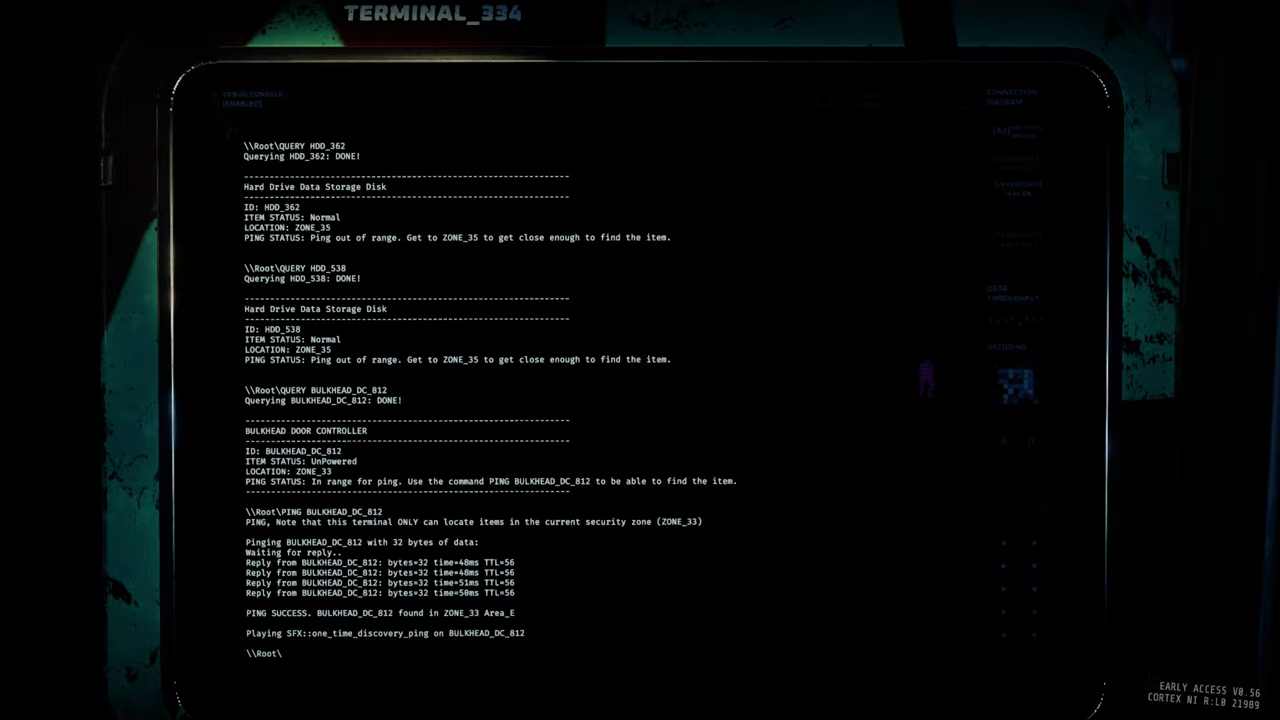 TERMINAL_334
CONNECTION
DIAGRAM
\\Root\QUERY HDD_362
Querying HDD_362: DONE!
----------------------------------------------------------------
Hard Drive Data Storage Disk
----------------------------------------------------------------
ID: HDD_362
ITEM STATUS: Normal
LOCATION: ZONE_35
PING STATUS: Ping out of range. Get to ZONE_35 to get close enough to find the item.
\\Root\QUERY HDD_538
Querying HDD_538: DONE!
----------------------------------------------------------------
Hard Drive Data Storage Disk
----------------------------------------------------------------
ID: HDD_538
ITEM STATUS: Normal
LOCATION: ZONE_35
PING STATUS: Ping out of range. Get to ZONE_35 to get close enough to find the item.
\\Root\QUERY BULKHEAD_DC_812
Querying BULKHEAD_DC_812: DONE!
----------------------------------------------------------------
BULKHEAD DOOR CONTROLLER
----------------------------------------------------------------
ID: BULKHEAD_DC_812
ITEM STATUS: UnPowered
LOCATION: ZONE_33
PING STATUS: In range for ping. Use the command PING BULKHEAD_DC_812 to be able to find the item.
----------------------------------------------------------------
\\Root\PING BULKHEAD_DC_812
PING, Note that this terminal ONLY can locate items in the current security zone (ZONE_33)
Pinging BULKHEAD_DC_812 with 32 bytes of data:
Waiting for reply..
Reply from BULKHEAD_DC_812: bytes=32 time=48ms TTL=56
Reply from BULKHEAD_DC_812: bytes=32 time=48ms TTL=56
Reply from BULKHEAD_DC_812: bytes=32 time=51ms TTL=56
Reply from BULKHEAD_DC_812: bytes=32 time=50ms TTL=56
PING SUCCESS. BULKHEAD_DC_812 found in ZONE_33 Area_E
Playing SFX::one_time_discovery_ping on BULKHEAD_DC_812
\\Root\
DATA
THROUGHPUT
DECODING
A D
EARLY ACCESS V0.56
CORTEX NI R:L0 21989